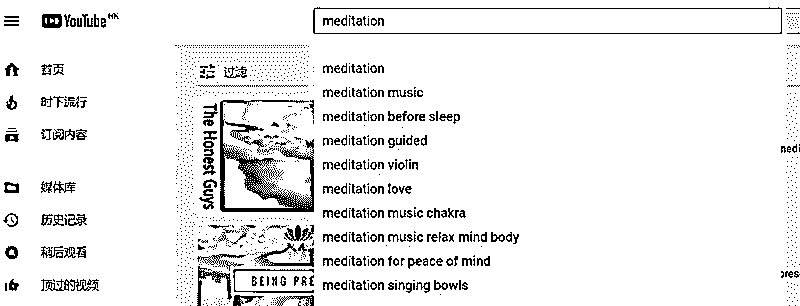 YouTube HK
meditation
首页
时下流行
订阅内容
媒体库
历史记录
稍后观看
顶过的视频
过滤
The Honest Guys
BEING PRE
meditation
meditation music
meditation before sleep
meditation guided
meditation violin
meditation love
meditation music chakra
meditation music relax mind body
meditation for peace of mind
meditation singing bowls